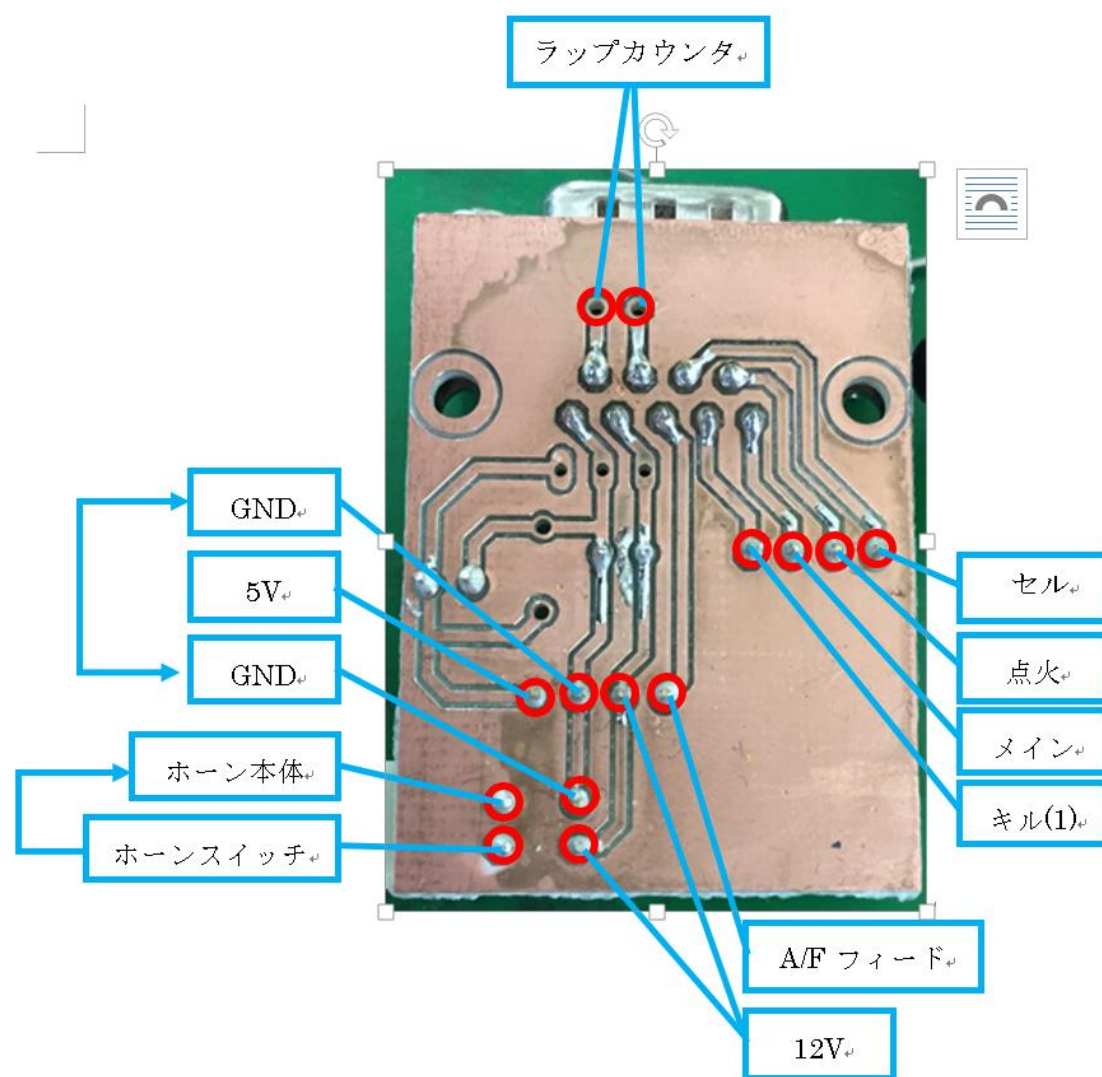 ラップカウンタ
GND
5V
GND
ホーン本体
ホーンスイッチ
セル
点火
メイン
キル(1)
A/F フィード
12V